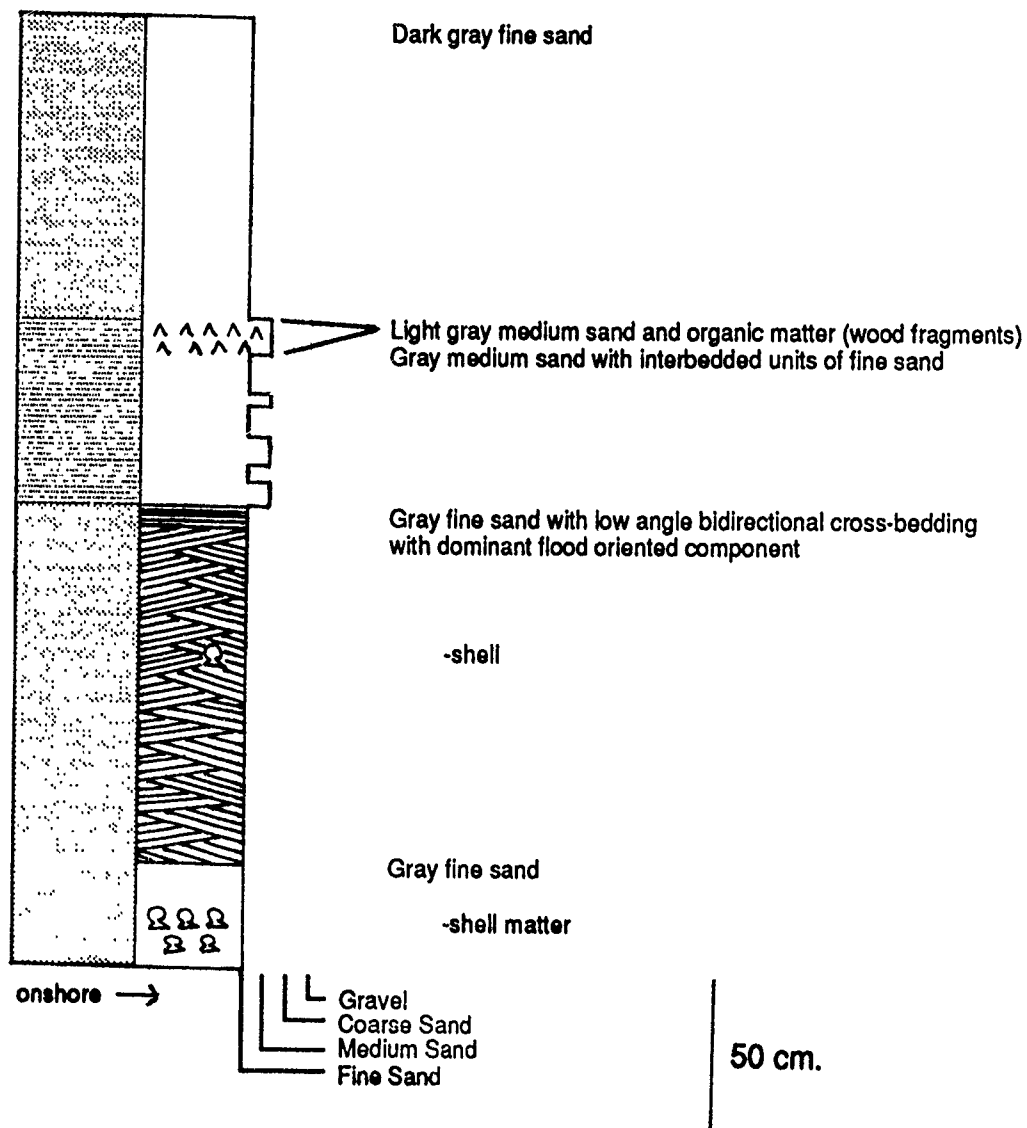 Dark gray fine sand
Light gray medium sand and organic matter (wood fragments)
Gray medium sand with interbedded units of fine sand
Gray fine sand with low angle bidirectional cross-bedding
with dominant flood oriented component
-shell
Gray fine sand
-shell matter
onshore
Gravel
Coarse Sand
Medium Sand
Fine Sand
50 cm.